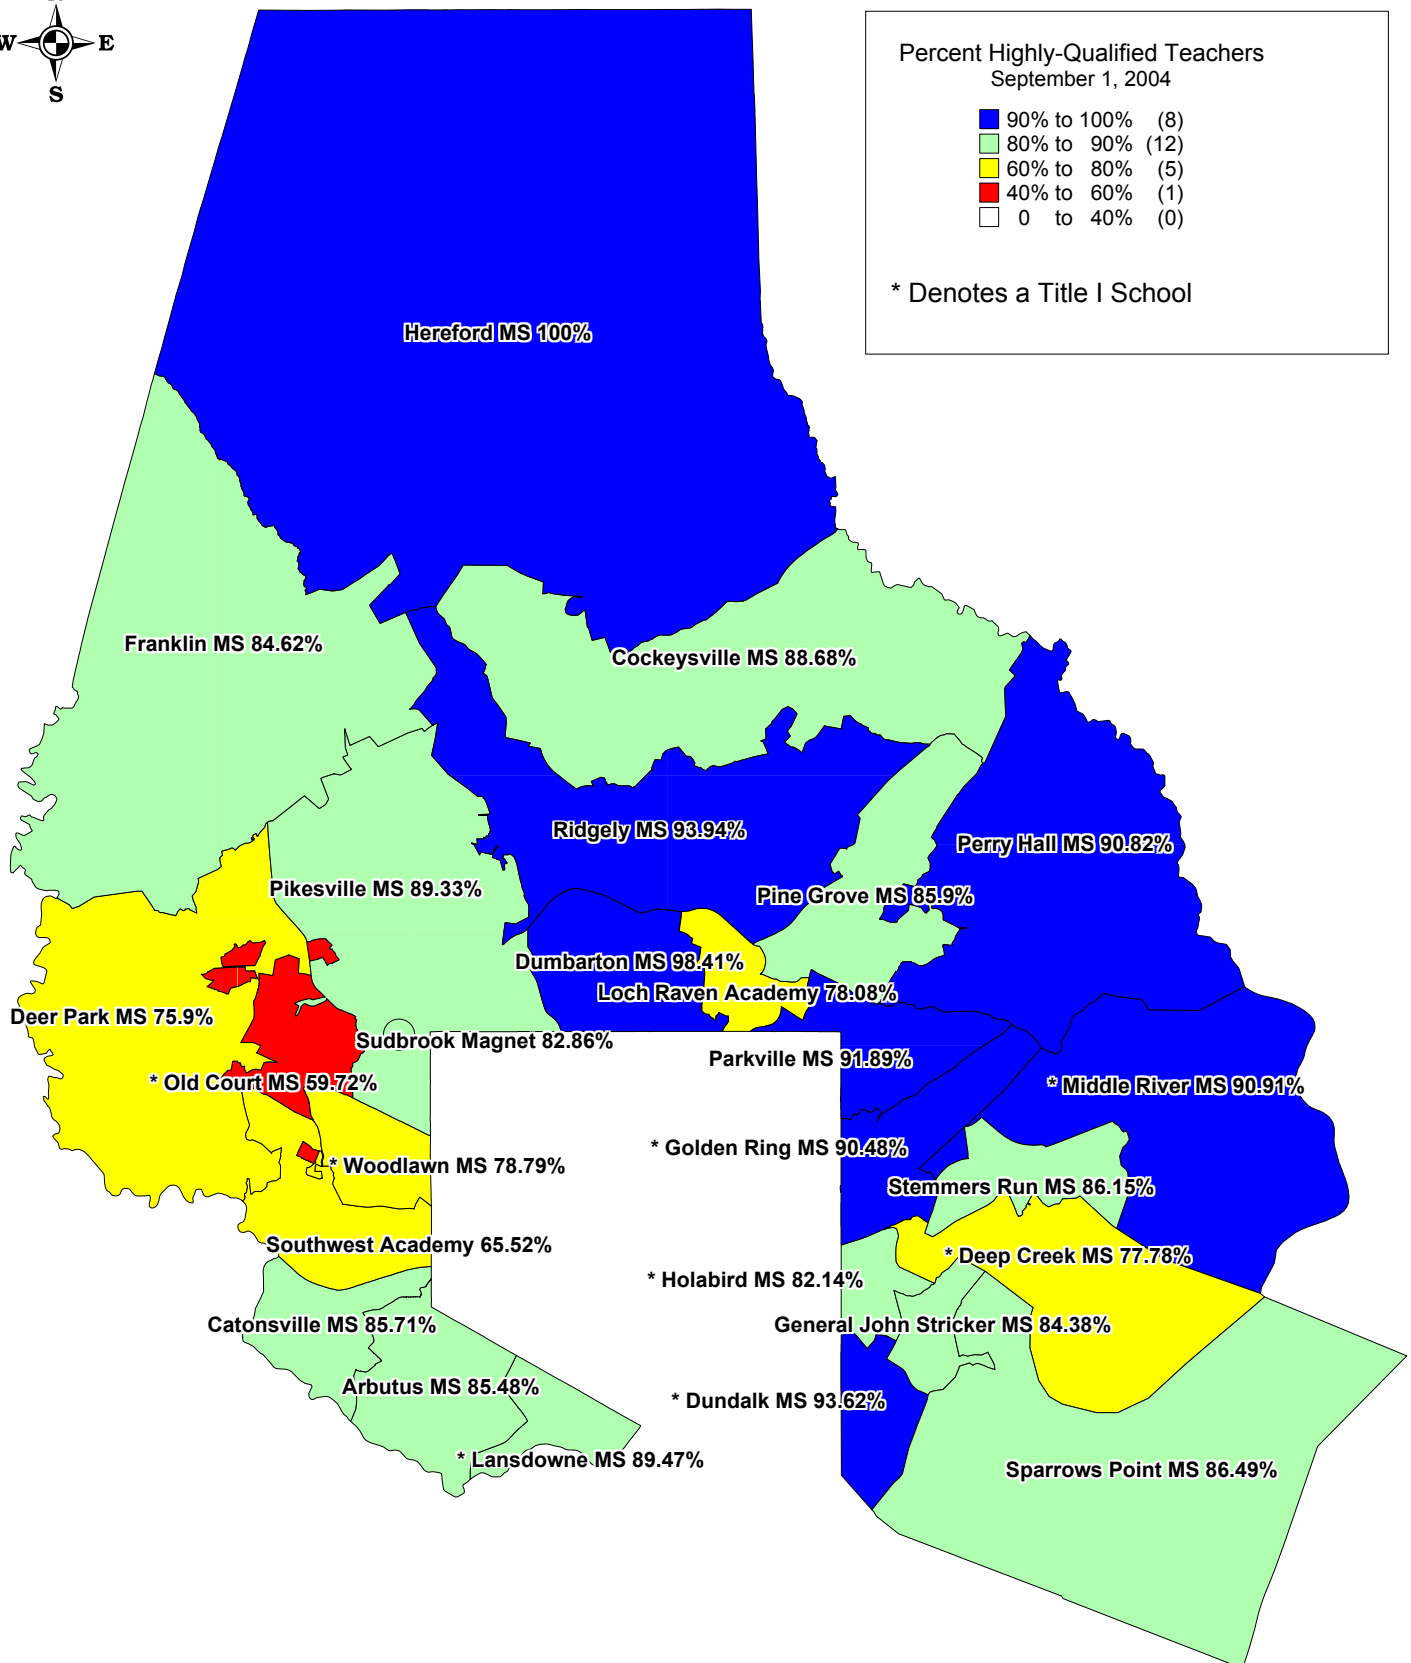 W E
S
Percent Highly-Qualified Teachers
September 1, 2004
90% to 100% (8)
80% to 90% (12)
60% to 80% (5)
40% to 60% (1)
0 to 40% (0)
* Denotes a Title I School
Hereford MS 100%
Franklin MS 84.62%
Cockeysville MS 88.68%
Ridgely MS 93.94%
Perry Hall MS 90.82%
Pikesville MS 89.33%
Pine Grove MS 85.9%
Dumbarton MS 98.41%
Loch Raven Academy 78.08%
Deer Park MS 75.9%
Sudbrook Magnet 82.86%
Parkville MS 91.89%
* Old Court MS 59.72%
* Middle River MS 90.91%
* Golden Ring MS 90.48%
* Woodlawn MS 78.79%
Stemmers Run MS 86.15%
Southwest Academy 65.52%
* Deep Creek MS 77.78%
* Holabird MS 82.14%
Catonsville MS 85.71%
General John Stricker MS 84.38%
Arbutus MS 85.48%
* Dundalk MS 93.62%
* Lansdowne MS 89.47%
Sparrows Point MS 86.49%